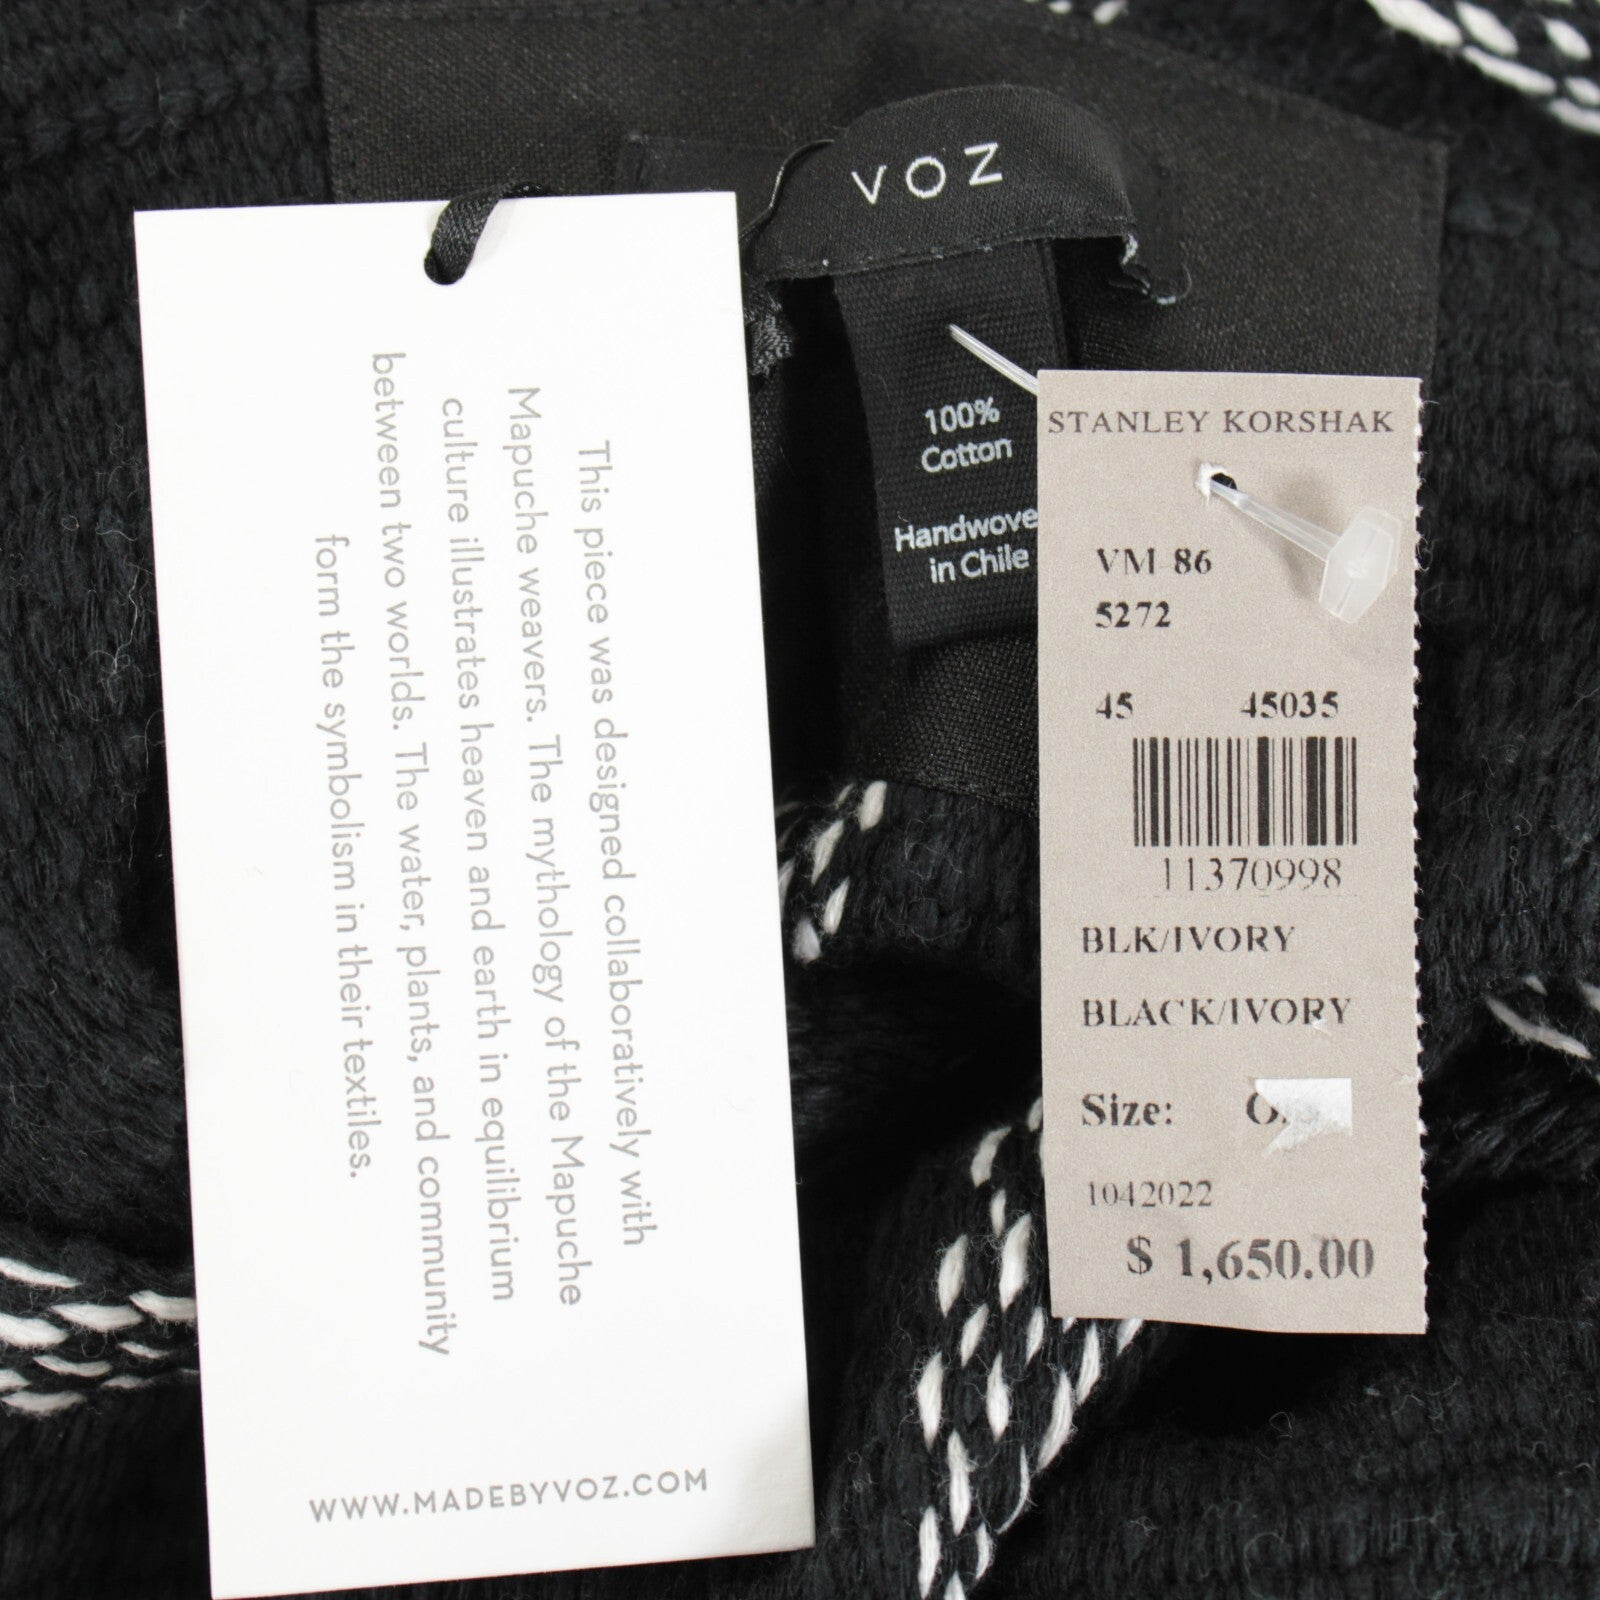 VOZ
100%
Cotton
Handwove
in Chile
This piece was designed collaboratively with
Mapuche weavers. The mythology of the Mapuche
culture illustrates heaven and earth in equilibrium
between two worlds. The water, plants, and community
form the symbolism in their textiles.
WWW.MADEBYVOZ.COM
STANLEY KORSHAK
VM 86
5272
45 45035
11370998
BLK/IVORY
BLACK/IVORY
Size:
1042022
$ 1,650.00